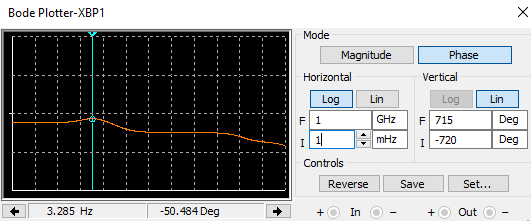 Bode Plotter-XBP1
Mode
Magnitude Phase
Horizontal Vertical
Log Lin Log Lin
F 1 GHz F 715 Deg
I 1 mHz I -720 Deg
Controls
Reverse Save Set...
3.285 Hz -50.484 Deg
+ In − + Out −